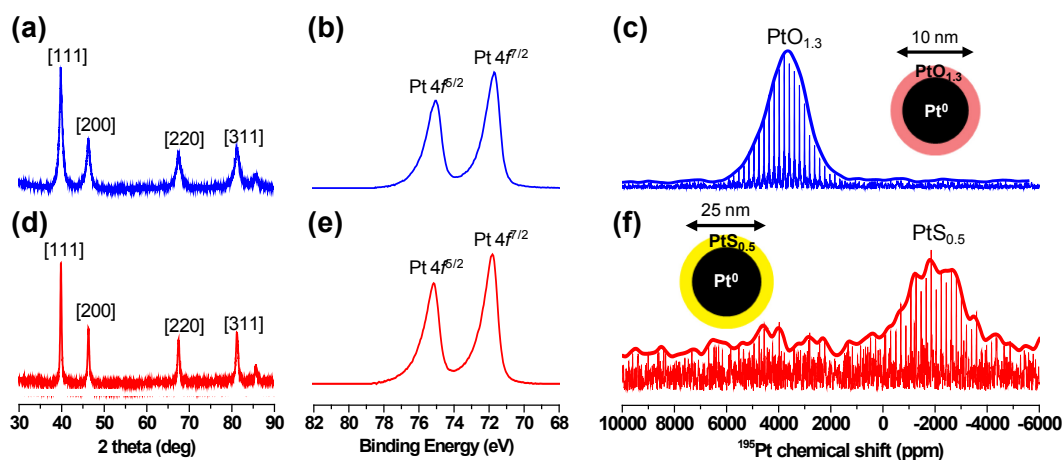 (a)
[111]
[200]
[220]
[311]
(b)
Pt 4f5/2
Pt 4f7/2
(c)
PtO1.3
10 nm
PtO1.3
Pt0
(d)
[111]
[200]
[220]
[311]
30 40 50 60 70 80 90
2 theta (deg)
(e)
Pt 4f5/2
Pt 4f7/2
82 80 78 76 74 72 70 68
Binding Energy (eV)
(f)
25 nm
PtS0.5
Pt0
PtS0.5
10000 8000 6000 4000 2000 0 -2000 -4000 -6000
195Pt chemical shift (ppm)